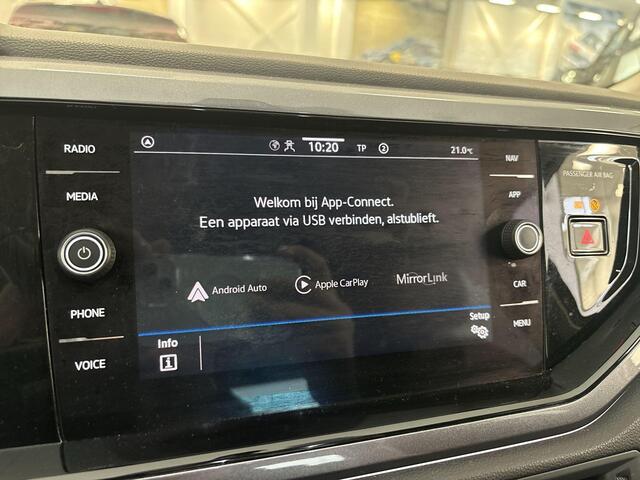 RADIO
MEDIA
PHONE
VOICE
10:20
TP
2
21.0°C
Welkom bij App-Connect.
Een apparaat via USB verbinden, alstublieft.
Android Auto
Apple CarPlay
MirrorLink
Info
Setup
NAV
APP
CAR
MENU
PASSENGER AIR BAG